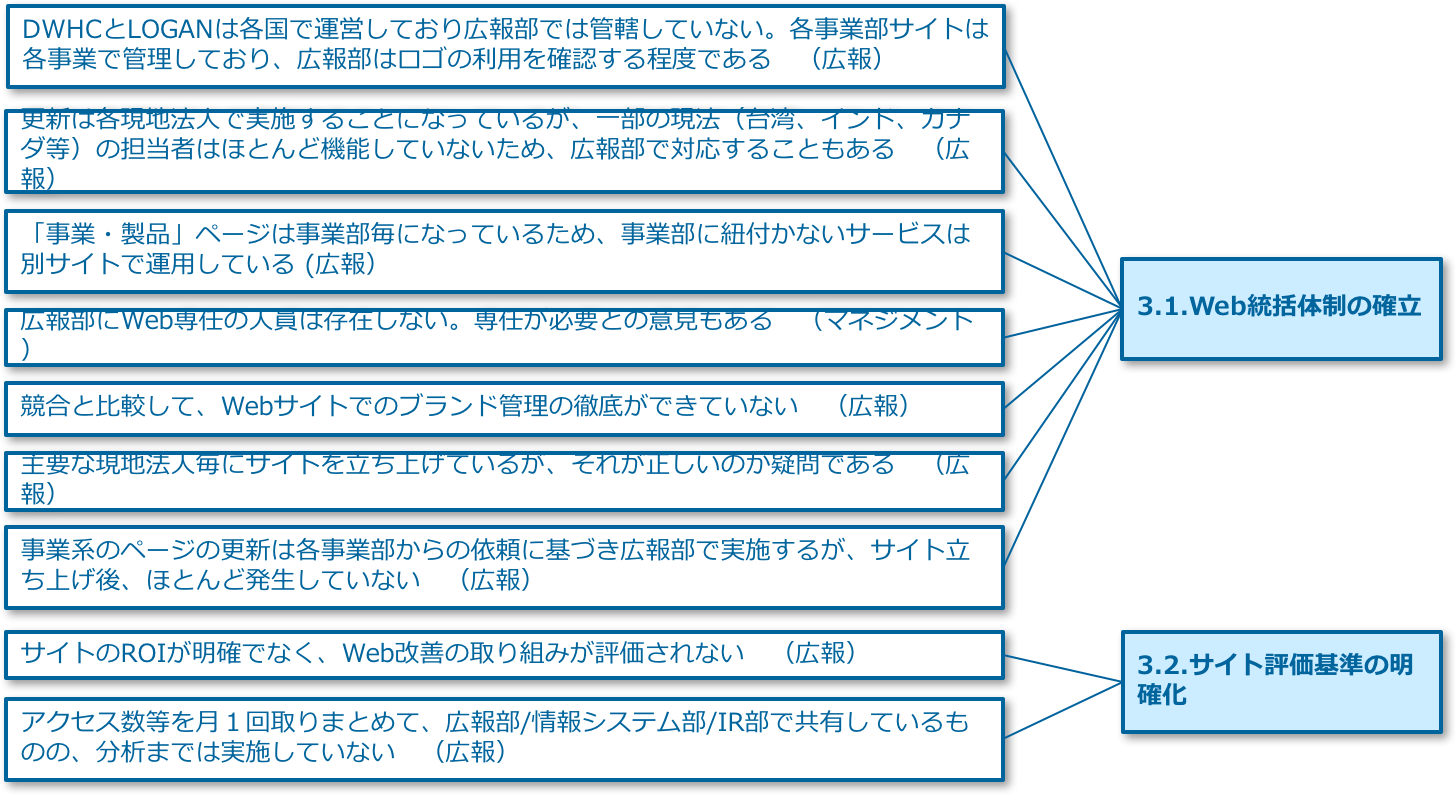 DWHCとLOGANは各国で運営しており広報部では管轄していない。各事業部サイトは
各事業で管理しており、広報部はロゴの利用を確認する程度である　（広報）
更新は各現地法人で実施することになっているが、一部の現法（台湾、インド、カナ
ダ等）の担当者はほとんど機能していないため、広報部で対応することもある　（広
報）
「事業・製品」ページは事業部毎になっているため、事業部に紐付かないサービスは
別サイトで運用している (広報）
広報部にWeb専任の人員は存在しない。専任が必要との意見もある　（マネジメント
）
競合と比較して、Webサイトでのブランド管理の徹底ができていない　（広報）
主要な現地法人毎にサイトを立ち上げているが、それが正しいのか疑問である　（広
報）
事業系のページの更新は各事業部からの依頼に基づき広報部で実施するが、サイト立
ち上げ後、ほとんど発生していない　（広報）
3.1.Web統括体制の確立
サイトのROIが明確でなく、Web改善の取り組みが評価されない　（広報）
アクセス数等を月１回取りまとめて、広報部/情報システム部/IR部で共有しているも
のの、分析までは実施していない　（広報）
3.2.サイト評価基準の明
確化